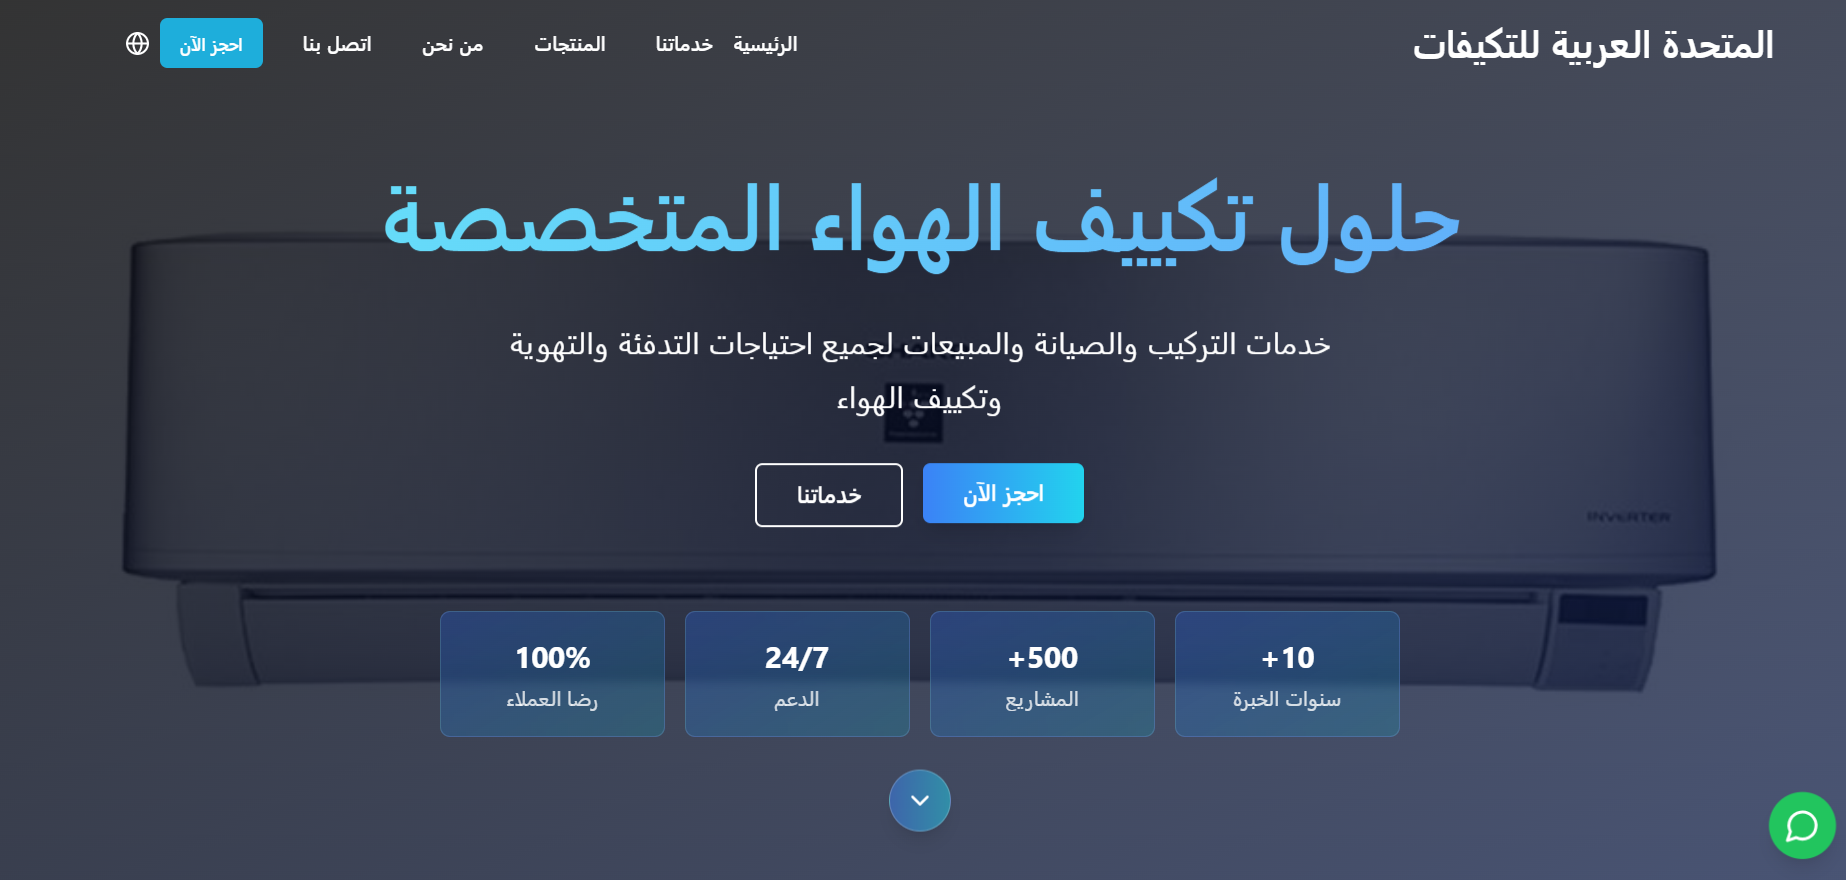 المتحدة العربية للتكيفات
الرئيسية خدماتنا المنتجات من نحن اتصل بنا احجز الآن
حلول تكييف الهواء المتخصصة
خدمات التركيب والصيانة والمبيعات لجميع احتياجات التدفئة والتهوية
وتكييف الهواء
احجز الآن
خدماتنا
INVERTER
+10
سنوات الخبرة
+500
المشاريع
24/7
الدعم
100%
رضا العملاء